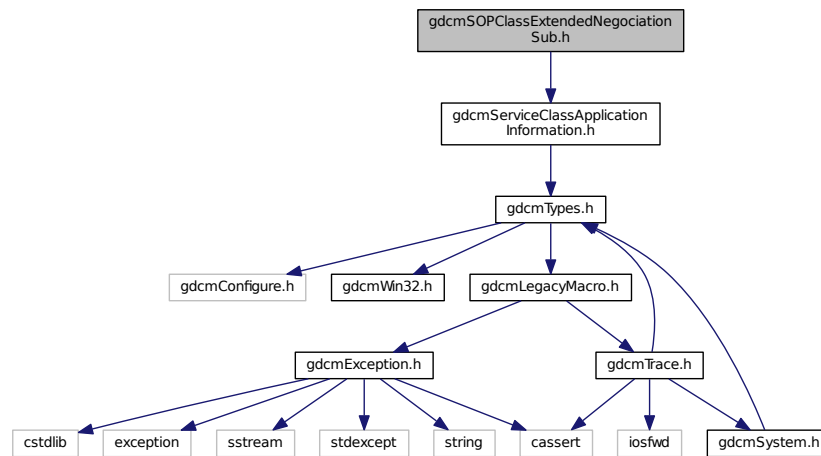 gdcmSOPClassExtendedNegociation
Sub.h
gdcmServiceClassApplication
Information.h
gdcmTypes.h
gdcmConfigure.h
gdcmWin32.h
gdcmLegacyMacro.h
gdcmException.h
gdcmTrace.h
cstdlib
exception
sstream
stdexcept
string
cassert
iosfwd
gdcmSystem.h